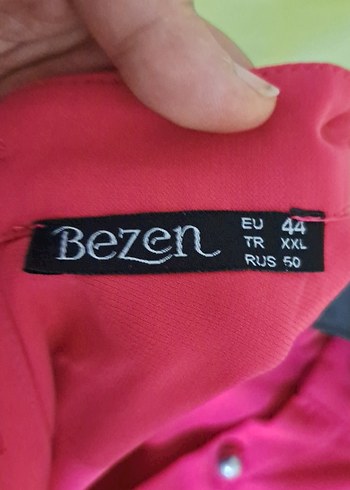 Bezen
EU 44
TR XXL
RUS 50